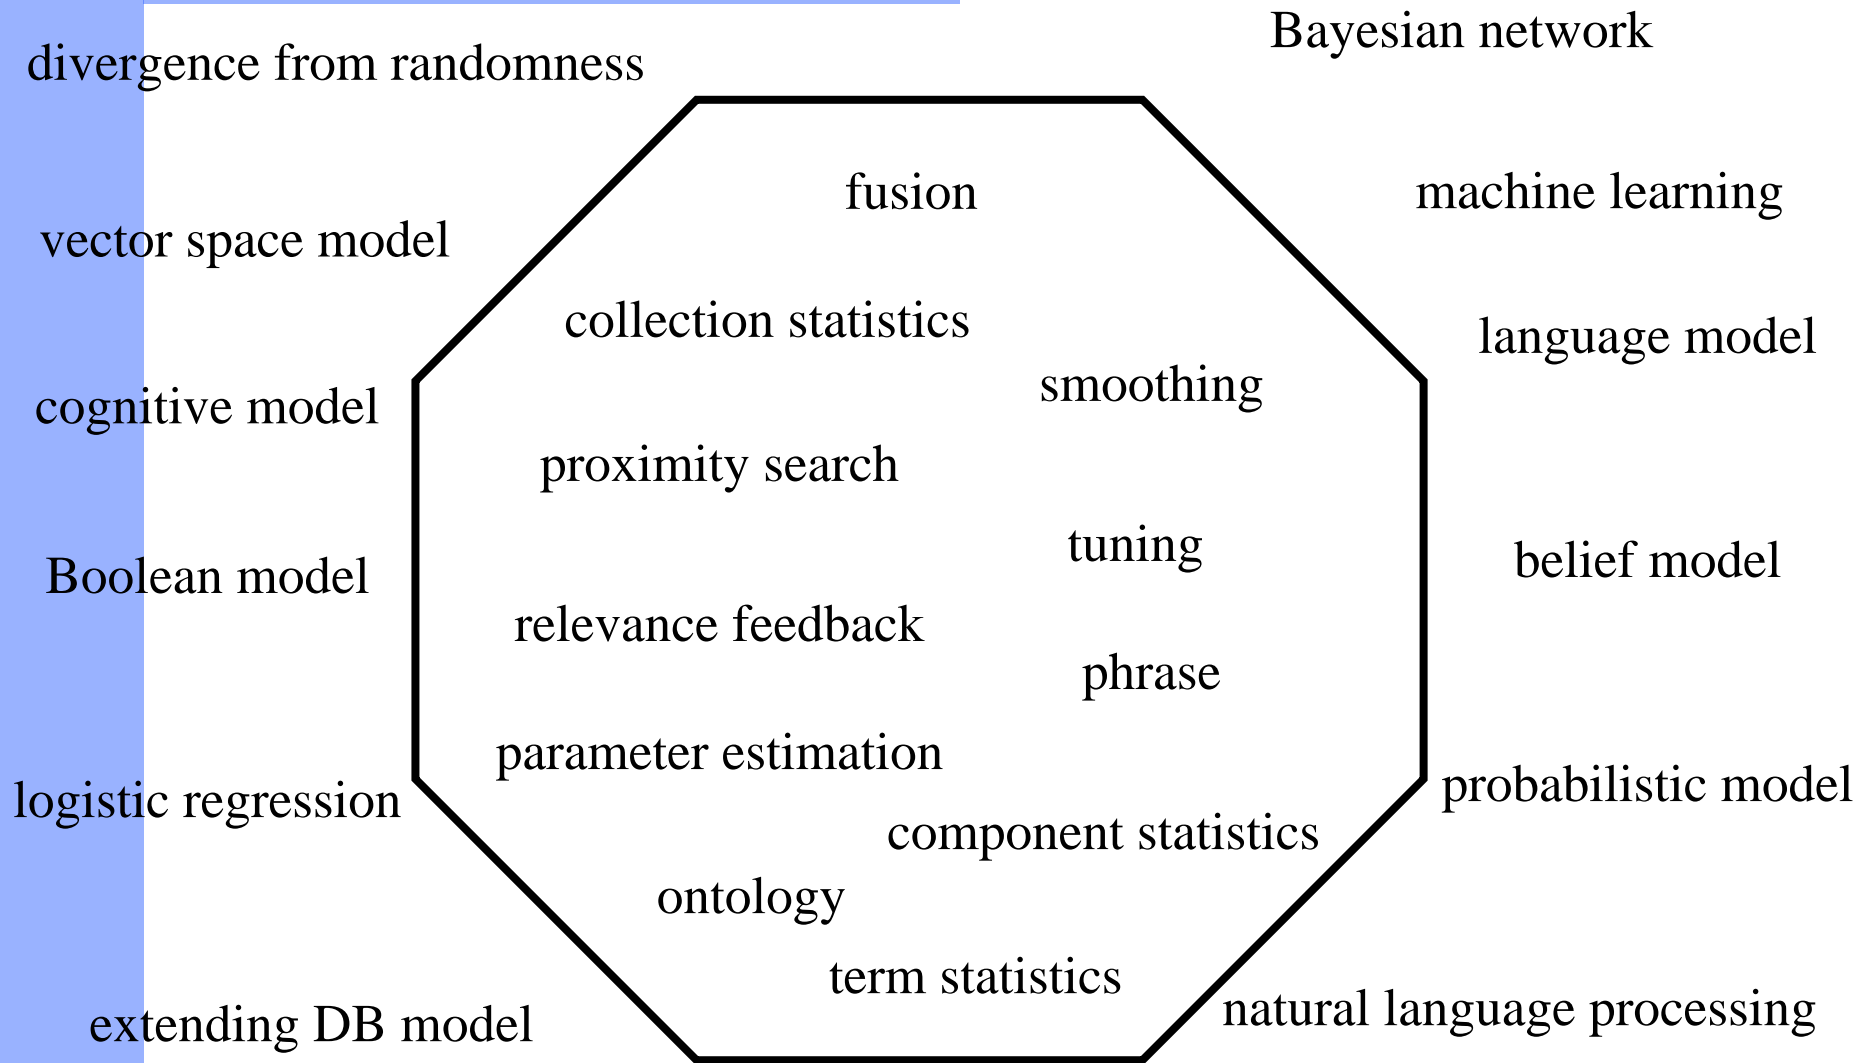 Bayesian network
divergence from randomness
fusion
machine learning
vector space model
collection statistics
language model
smoothing
cognitive model
proximity search
tuning
belief model
Boolean model
relevance feedback
phrase
parameter estimation
probabilistic model
logistic regression
component statistics
ontology
term statistics
natural language processing
extending DB model